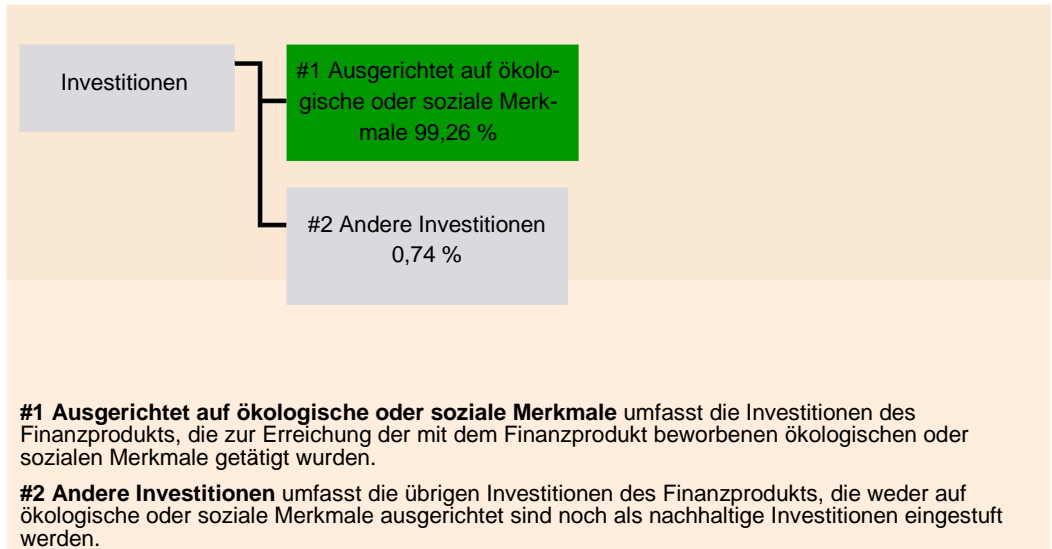 Investitionen
#1 Ausgerichtet auf ökolo-
gische oder soziale Merk-
male 99,26 %
#2 Andere Investitionen
0,74 %
#1 Ausgerichtet auf ökologische oder soziale Merkmale umfasst die Investitionen des
Finanzprodukts, die zur Erreichung der mit dem Finanzprodukt beworbenen ökologischen oder
sozialen Merkmale getätigt wurden.
#2 Andere Investitionen umfasst die übrigen Investitionen des Finanzprodukts, die weder auf
ökologische oder soziale Merkmale ausgerichtet sind noch als nachhaltige Investitionen eingestuft
werden.